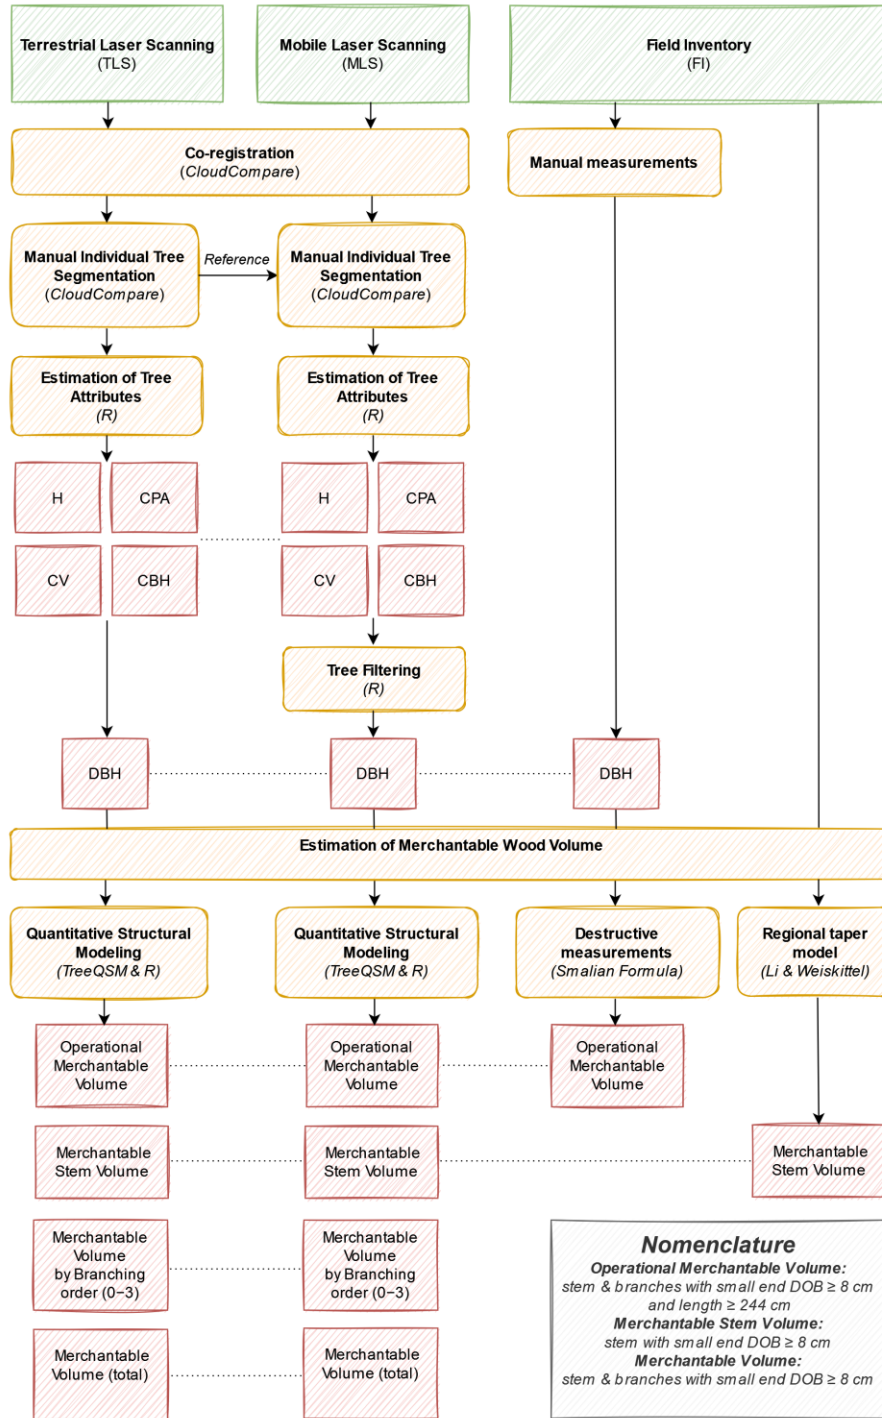 Terrestrial Laser Scanning
(TLS)
Mobile Laser Scanning
(MLS)
Field Inventory
(FI)
Co-registration
(CloudCompare)
Manual measurements
Manual Individual Tree
Segmentation
(CloudCompare)
Reference
Manual Individual Tree
Segmentation
(CloudCompare)
Estimation of Tree
Attributes
(R)
Estimation of Tree
Attributes
(R)
H
CPA
H
CPA
CV
CBH
CV
CBH
Tree Filtering
(R)
DBH
DBH
DBH
Estimation of Merchantable Wood Volume
Quantitative Structural
Modeling
(TreeQSM & R)
Quantitative Structural
Modeling
(TreeQSM & R)
Destructive
measurements
(Smalian Formula)
Regional taper
model
(Li & Weiskittel)
Operational
Merchantable
Volume
Operational
Merchantable
Volume
Operational
Merchantable
Volume
Merchantable
Stem Volume
Merchantable
Stem Volume
Merchantable
Stem Volume
Merchantable
Volume
by Branching
order (0−3)
Merchantable
Volume
by Branching
order (0−3)
Merchantable
Volume (total)
Merchantable
Volume (total)
Nomenclature
Operational Merchantable Volume:
stem & branches with small end DOB ≥ 8 cm
and length ≥ 244 cm
Merchantable Stem Volume:
stem with small end DOB ≥ 8 cm
Merchantable Volume:
stem & branches with small end DOB ≥ 8 cm